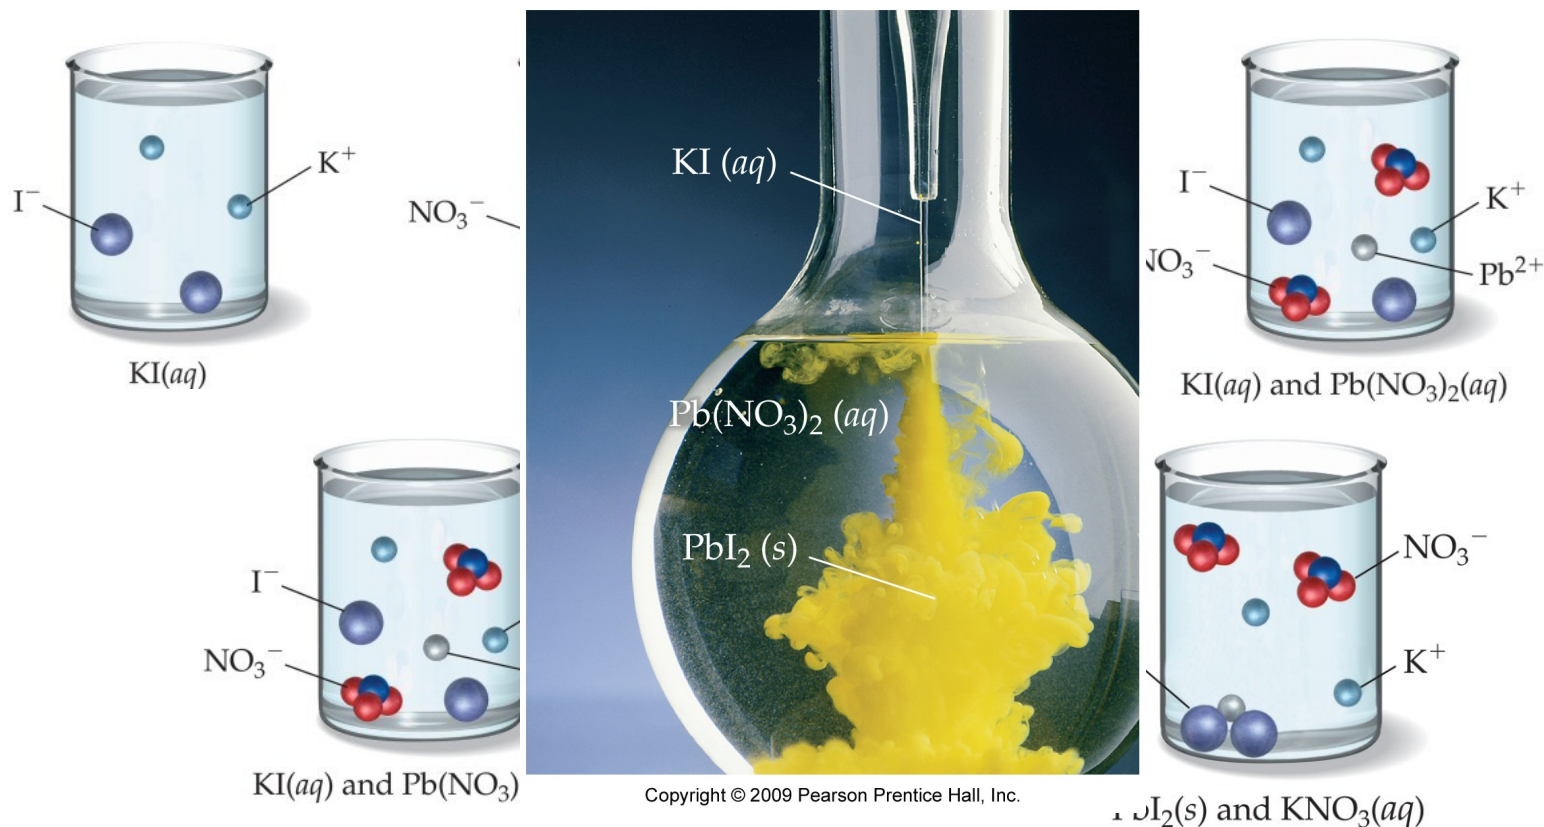 K⁺
I⁻
KI(aq)
NO₃⁻
KI (aq)
Pb(NO₃)₂ (aq)
PbI₂ (s)
I⁻
K⁺
NO₃⁻
Pb²⁺
KI(aq) and Pb(NO₃)₂(aq)
I⁻
NO₃⁻
KI(aq) and Pb(NO₃)
NO₃⁻
K⁺
PbI₂(s) and KNO₃(aq)
Copyright © 2009 Pearson Prentice Hall, Inc.